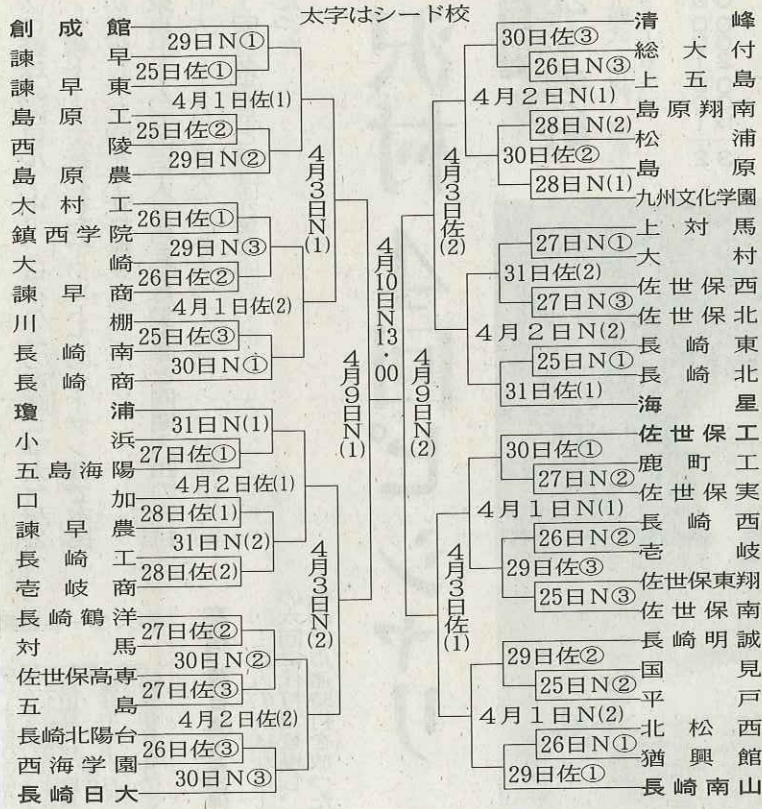 太字はシード校
創成館
29日N①
諫早
25日佐①
諫早東
4月1日佐(1)
島原工
25日佐②
西陵
29日N②
島原農
4月3日N(1)
大村工
26日佐①
鎮西学院
29日N③
大崎
26日佐②
諫早商
4月1日佐(2)
川棚
25日佐③
長崎南
30日N①
長崎商
4月9日N(1)
瓊浦
31日N(1)
小浜
27日佐①
五島海陽
4月2日佐(1)
口加
28日佐(1)
諫早農
31日N(2)
長崎工
28日佐(2)
壱岐商
4月3日N(2)
長崎鶴洋
27日佐②
対馬
30日N②
佐世保高専
27日佐③
五島
4月2日佐(2)
長崎北陽台
26日佐③
西海学園
30日N③
長崎日大
4月10日N13・00
清峰
30日佐③
総大付
26日N③
上五島
4月2日N(1)
島原翔南
28日N(2)
松浦
30日佐②
島原
28日N(1)
九州文化学園
4月3日佐(2)
上対馬
27日N①
大村
31日佐(2)
佐世保西
27日N③
佐世保北
4月2日N(2)
長崎東
25日N①
長崎北
31日佐(1)
海星
4月9日N(2)
佐世保工
30日佐①
鹿町工
27日N②
佐世保実
4月1日N(1)
長崎西
26日N②
壱岐
29日佐③
佐世保東翔
25日N③
佐世保南
4月3日佐(1)
長崎明誠
29日佐②
国見
25日N②
平戸
4月1日N(2)
北松西
26日N①
猶興館
29日佐①
長崎南山